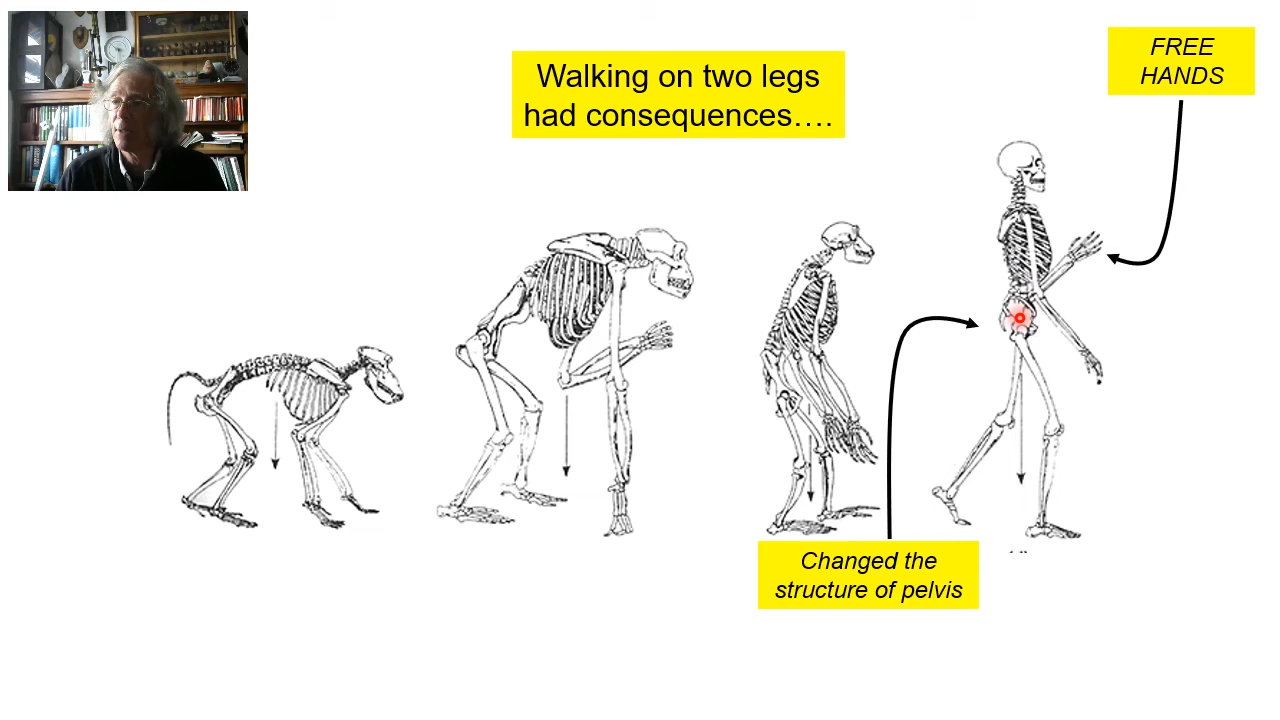 FREE
HANDS
Walking on two legs
had consequences….
Changed the
structure of pelvis